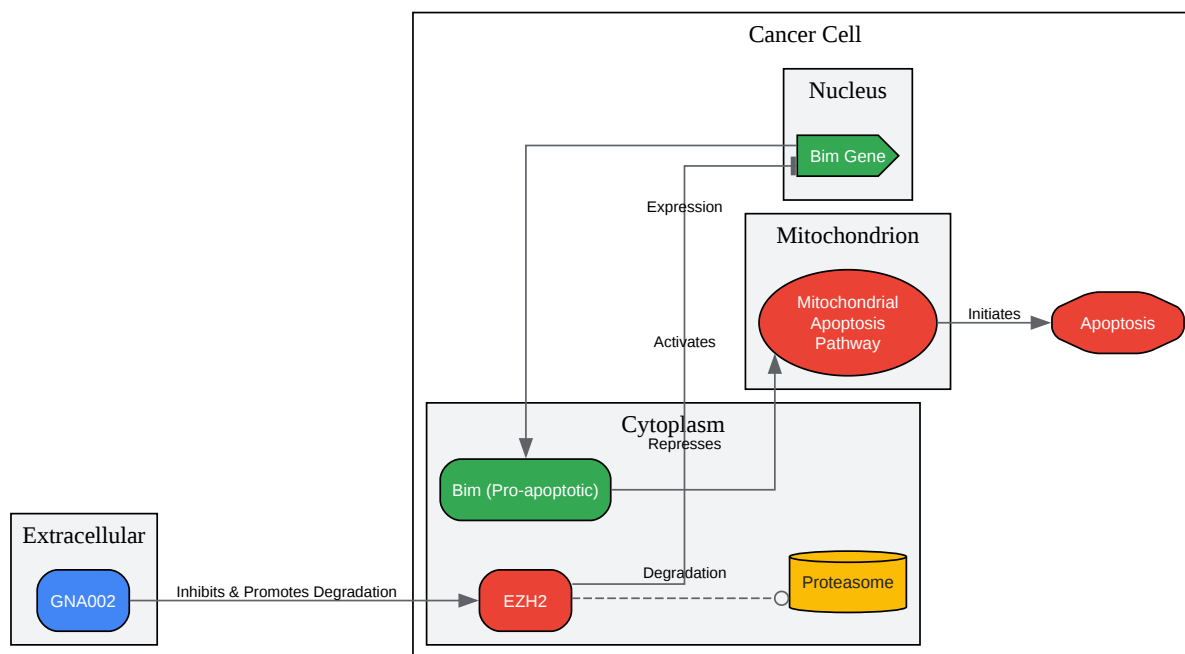 Cancer Cell
Nucleus
Bim Gene
Expression
Mitochondrion
Mitochondrial
Apoptosis
Pathway
Initiates
Apoptosis
Activates
Cytoplasm
Represses
Bim (Pro-apoptotic)
Extracellular
GNA002
Inhibits & Promotes Degradation
EZH2
Degradation
Proteasome